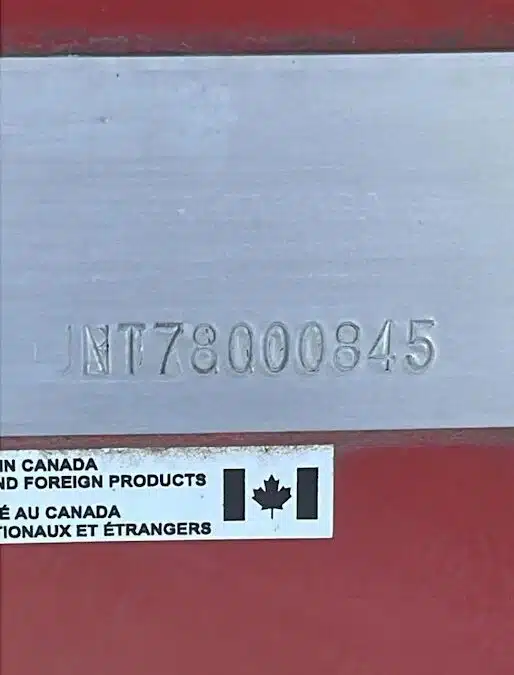 JNT78000845
IN CANADA
ND FOREIGN PRODUCTS
É AU CANADA
TIONAUX ET ÉTRANGERS